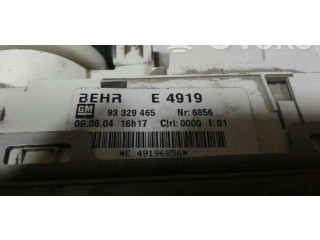 BEHR E 4919
GM 93 329 465 Nr: 6856
09.06.04 16h17 Ctrl: 0000 I: 01
*E 49196856*